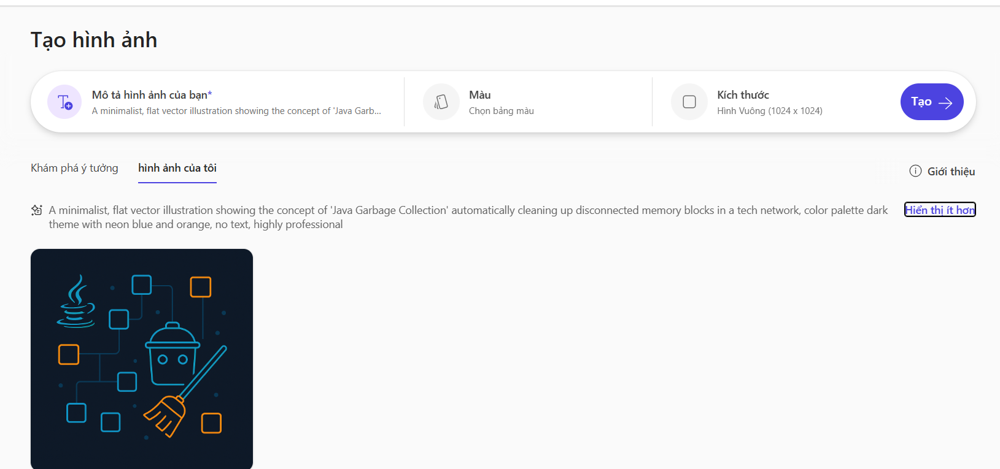 Tạo hình ảnh
Mô tả hình ảnh của bạn*
A minimalist, flat vector illustration showing the concept of 'Java Garb...
Màu
Chọn bảng màu
Kích thước
Hình Vuông (1024 x 1024)
Tạo
Khám phá ý tưởng
hình ảnh của tôi
Giới thiệu
A minimalist, flat vector illustration showing the concept of 'Java Garbage Collection' automatically cleaning up disconnected memory blocks in a tech network, color palette dark
theme with neon blue and orange, no text, highly professional
Hiển thị ít hơn